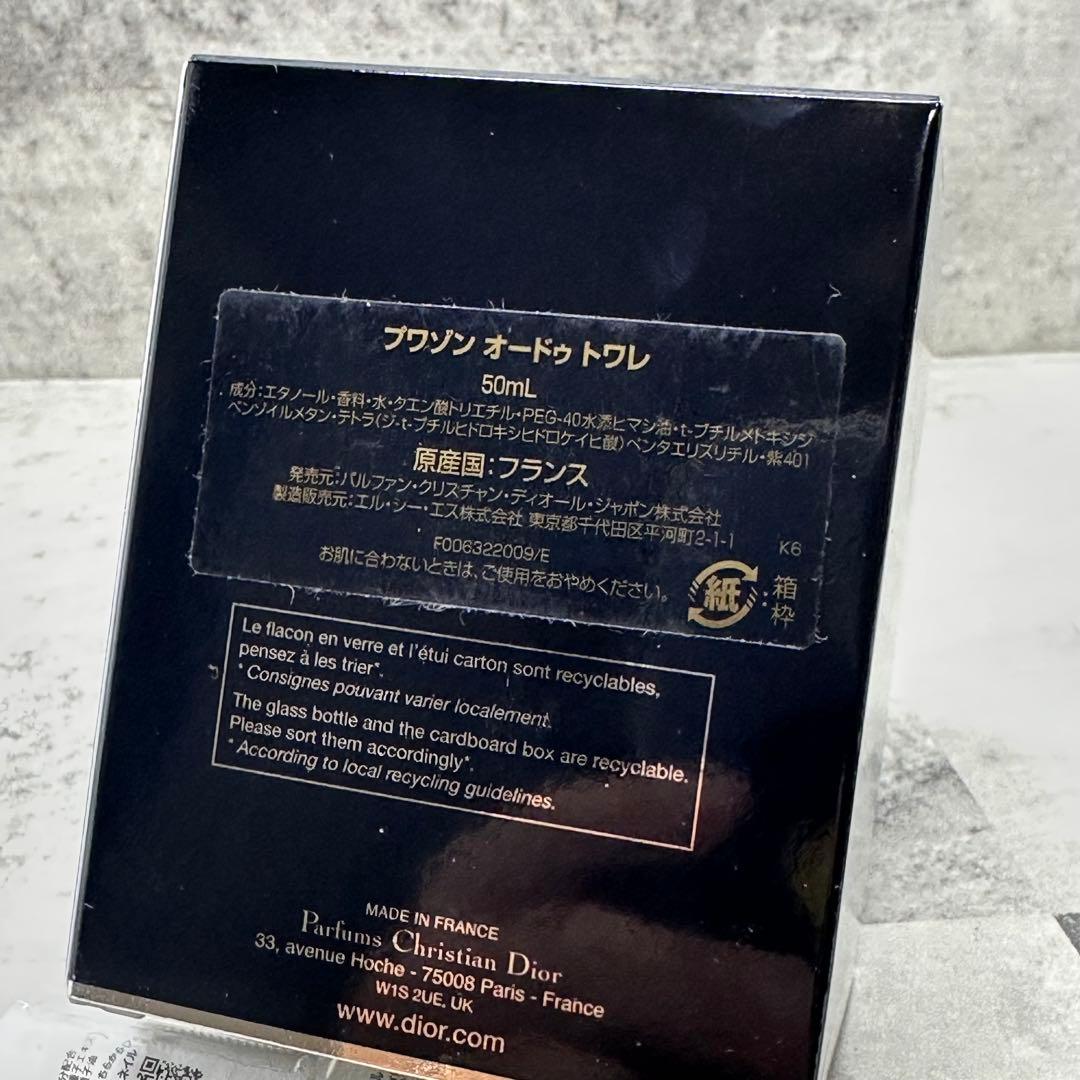 プワゾン オードゥ トワレ
50mL
成分:エタノール・香料・水・クエン酸トリエチル・PEG-40水添ヒマシ油・t-ブチルメトキシジ
ベンゾイルメタン・テトラ(ジ-t-ブチルヒドロキシヒドロケイヒ酸)ペンタエリスリチル・紫401
原産国:フランス
発売元:パルファン・クリスチャン・ディオール・ジャポン株式会社
製造販売元:エル・シー・エス株式会社 東京都千代田区平河町2-1-1 K6
F006322009/E
お肌に合わないときは、ご使用をおやめください。
紙 箱枠
Le flacon en verre et l'étui carton sont recyclables,
pensez à les trier*.
*Consignes pouvant varier localement.
The glass bottle and the cardboard box are recyclable.
Please sort them accordingly*.
*According to local recycling guidelines.
MADE IN FRANCE
Parfums Christian Dior
33, avenue Hoche - 75008 Paris - France
W1S 2UE. UK
www.dior.com